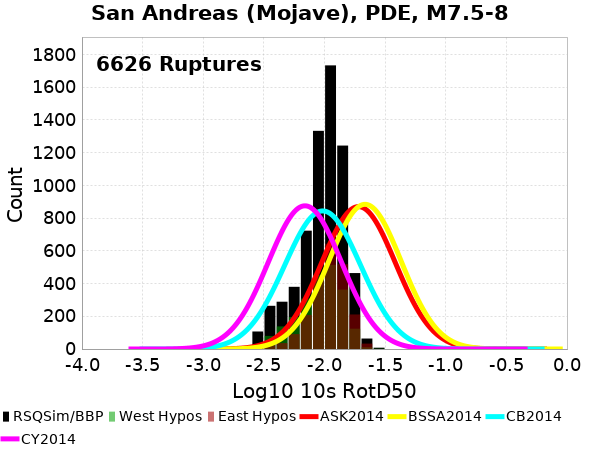 San Andreas (Mojave), PDE, M7.5-8
6626 Ruptures
Count
1800
1600
1400
1200
1000
800
600
400
200
0
-4.0 -3.5 -3.0 -2.5 -2.0 -1.5 -1.0 -0.5 0.0
Log10 10s RotD50
RSQSim/BBP West Hypos East Hypos ASK2014 BSSA2014 CB2014
CY2014